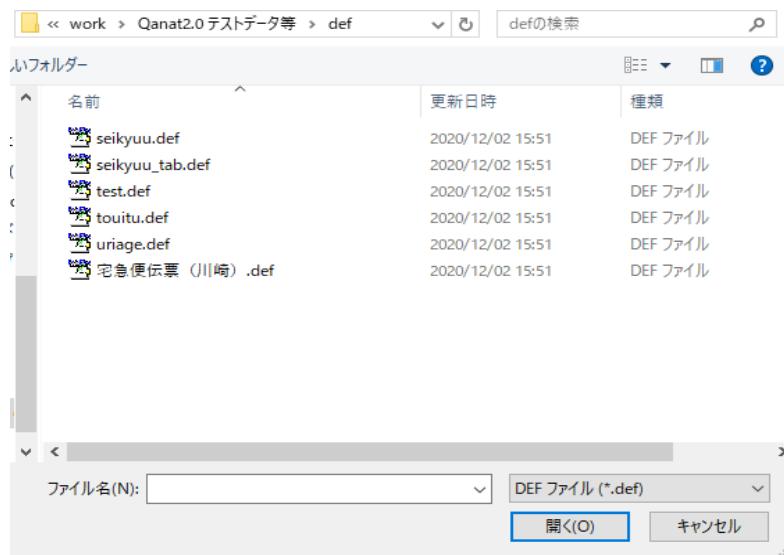 « work › Qanat2.0 テストデータ等 › def
defの検索
いフォルダー
名前 更新日時 種類
seikyuu.def 2020/12/02 15:51 DEF ファイル
seikyuu_tab.def 2020/12/02 15:51 DEF ファイル
test.def 2020/12/02 15:51 DEF ファイル
touitu.def 2020/12/02 15:51 DEF ファイル
uriage.def 2020/12/02 15:51 DEF ファイル
宅急便伝票（川崎）.def 2020/12/02 15:51 DEF ファイル
ファイル名(N):
DEF ファイル (*.def)
開く(O) キャンセル